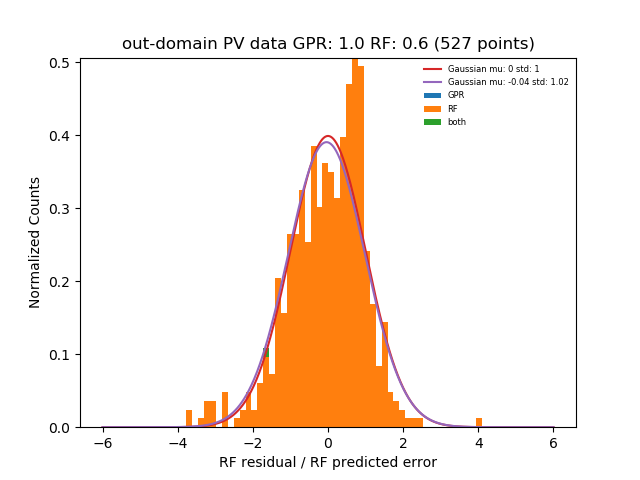 out-domain PV data GPR: 1.0 RF: 0.6 (527 points)
Gaussian mu: 0 std: 1
Gaussian mu: -0.04 std: 1.02
GPR
RF
both
0.5
0.4
0.3
0.2
0.1
0.0
Normalized Counts
−6 −4 −2 0 2 4 6
RF residual / RF predicted error